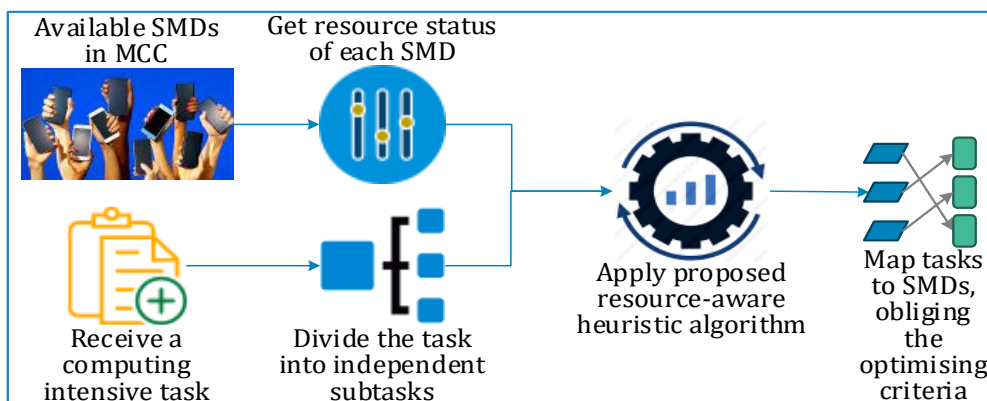 Available SMDs
in MCC
Get resource status
of each SMD
Receive a
computing
intensive task
Divide the task
into independent
subtasks
Apply proposed
resource-aware
heuristic algorithm
Map tasks
to SMDs,
obliging
the
optimising
criteria